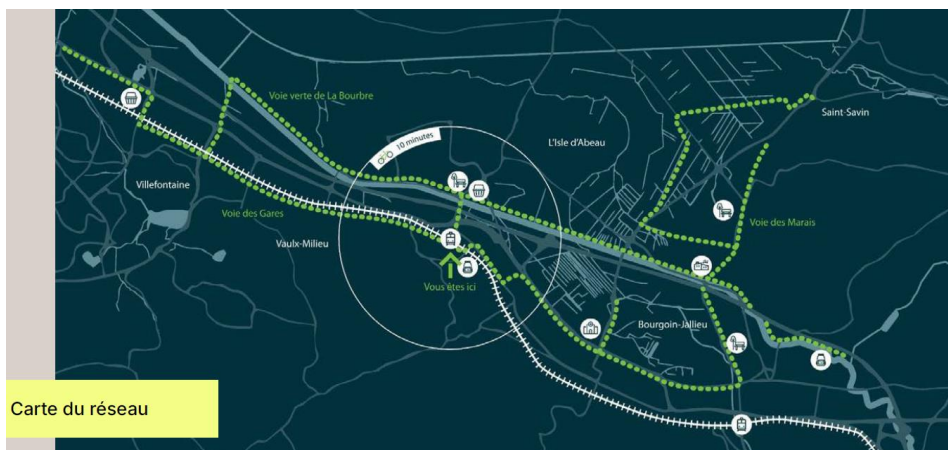 Voie verte de La Bourbre
10 minutes
L'Isle d'Abeau
Saint-Savin
Villefontaine
Voie des Gares
Vaulx-Milieu
Voie des Marais
Vous êtes ici
Bourgoin-Jallieu
Carte du réseau